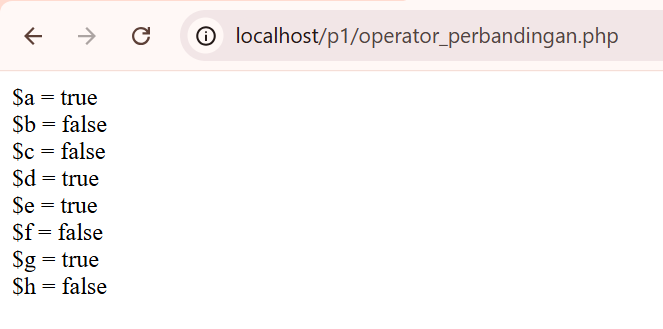 localhost/p1/operator_perbandingan.php
$a = true
$b = false
$c = false
$d = true
$e = true
$f = false
$g = true
$h = false